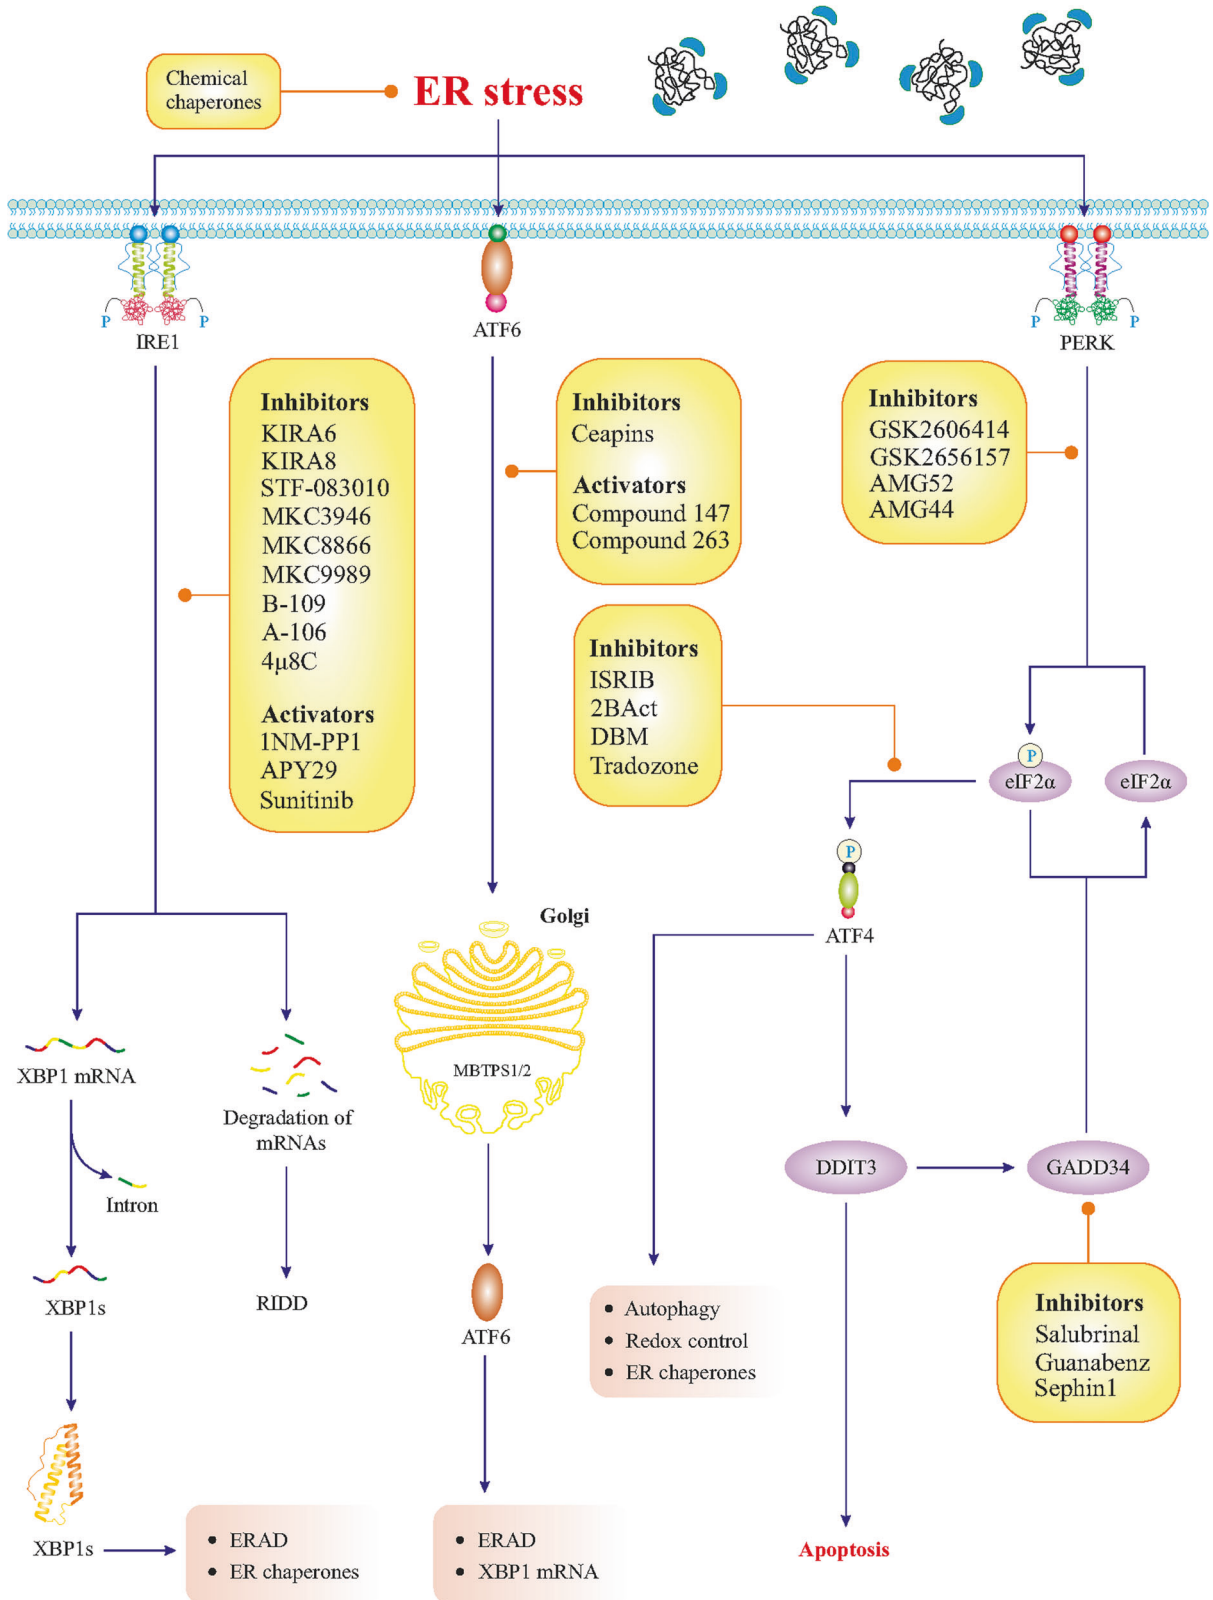 Chemical
chaperones
ER stress
P
P
IRE1
ATF6
P
P
PERK
Inhibitors
KIRA6
KIRA8
STF-083010
MKC3946
MKC8866
MKC9989
B-109
A-106
4μ8C
Activators
1NM-PP1
APY29
Sunitinib
Inhibitors
Ceapins
Activators
Compound 147
Compound 263
Inhibitors
GSK2606414
GSK2656157
AMG52
AMG44
Inhibitors
ISRIB
2BAct
DBM
Tradozone
P
eIF2α
eIF2α
P
ATF4
Golgi
MBTPS1/2
XBP1 mRNA
Degradation of
mRNAs
Intron
XBP1s
RIDD
ATF6
DDIT3
GADD34
• Autophagy
• Redox control
• ER chaperones
Inhibitors
Salubrinal
Guanabenz
Sephin1
XBP1s
• ERAD
• ER chaperones
• ERAD
• XBP1 mRNA
Apoptosis